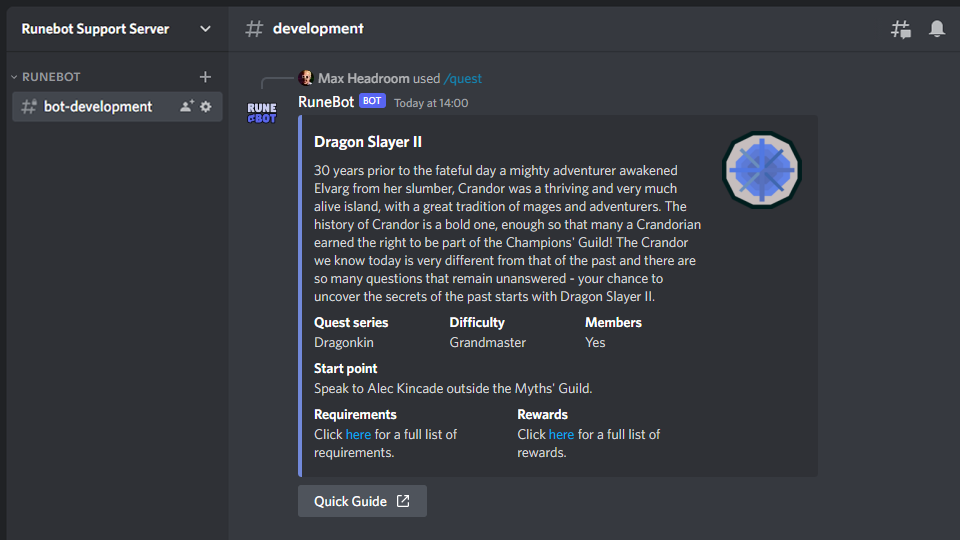 Runebot Support Server
# development
RUNEBOT
bot-development
Max Headroom used /quest
RUNE
BOT
RuneBot BOT Today at 14:00
Dragon Slayer II
30 years prior to the fateful day a mighty adventurer awakened
Elvarg from her slumber, Crandor was a thriving and very much
alive island, with a great tradition of mages and adventurers. The
history of Crandor is a bold one, enough so that many a Crandorian
earned the right to be part of the Champions' Guild! The Crandor
we know today is very different from that of the past and there are
so many questions that remain unanswered - your chance to
uncover the secrets of the past starts with Dragon Slayer II.
Quest series Difficulty Members
Dragonkin Grandmaster Yes
Start point
Speak to Alec Kincade outside the Myths' Guild.
Requirements Rewards
Click here for a full list of Click here for a full list of
requirements. rewards.
Quick Guide